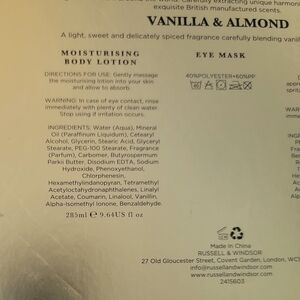 exquisite British manufactured scents.
VANILLA & ALMOND
A light, sweet and delicately spiced fragrance carefully blending vanill
MOISTURISING
BODY LOTION
DIRECTIONS FOR USE: Gently massage
the moisturising lotion into your skin
and allow to absorb.
WARNING: In case of eye contact, rinse
immediately with plenty of clean water.
Stop using if irritation occurs.
INGREDIENTS: Water (Aqua), Mineral
Oil (Paraffinum Liquidum), Cetearyl
Alcohol, Glycerin, Stearic Acid, Glyceryl
Stearate, PEG-100 Stearate, Fragrance
(Parfum), Carbomer, Butyrospermum
Parkii Butter, Disodium EDTA, Sodium
Hydroxide, Phenoxyethanol,
Chlorphenesin,
Hexamethylindanopyran, Tetramethyl
Acetyloctahydronaphthalenes, Linalyl
Acetate, Coumarin, Linalool, Vanillin,
Alpha-Isomethyl Ionone, Benzaldehyde.
285ml e 9.64US fl oz
EYE MASK
40%POLYESTER+60%PP
Made In China
RUSSELL & WINDSOR
27 Old Gloucester Street, Covent Garden, London, WC
info@russellandwindsor.com
www.russellandwindsor.com
2415603